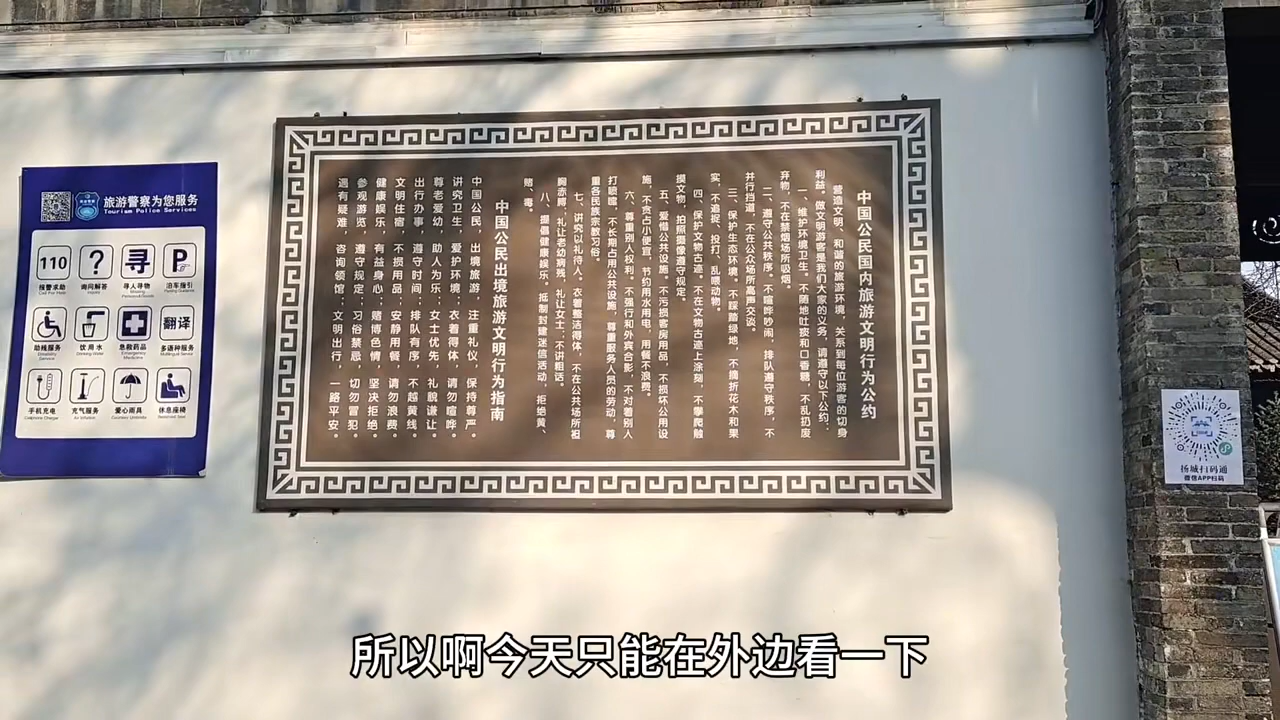 旅游警察为您服务
Tourism Police Services
110
?
寻
P
报警求助
询问解答
寻人寻物
泊车指引
翻译
助残服务
饮用水
急救药品
多语种服务
手机充电
充气服务
爱心雨具
休息座椅
中国公民国内旅游文明行为公约
营造文明、和谐的旅游环境，关系到每位游客的切身
利益。做文明游客是我们大家的义务，请遵守以下公约：
一、维护环境卫生。不随地吐痰和口香糖，不乱扔废
弃物，不在禁烟场所吸烟。
二、遵守公共秩序。不喧哗吵闹，排队遵守秩序，不
并行挡道，不在公众场所高声交谈。
三、保护生态环境。不踩踏绿地，不摘折花木和果
实，不追捉、投打、乱喂动物。
四、保护文物古迹。不在文物古迹上涂刻，不攀爬触
摸文物，拍照摄像遵守规定。
五、爱惜公共设施。不污损客房用品，不损坏公用设
施，不贪占小便宜，节约用水用电，用餐不浪费。
六、尊重别人权利。不强行和外宾合影，不对着别人
打喷嚏，不长期占用公共设施，尊重服务人员的劳动，尊
重各民族宗教习俗。
七、讲究以礼待人。衣着整洁得体，不在公共场所袒
胸赤膊；礼让老幼病残，礼让女士；不讲粗话。
八、提倡健康娱乐。抵制封建迷信活动，拒绝黄、
赌、毒。
中国公民出境旅游文明行为指南
中国公民，出境旅游，注重礼仪，保持尊严。
讲究卫生，爱护环境；衣着得体，请勿喧哗。
尊老爱幼，助人为乐；女士优先，礼貌谦让。
出行办事，遵守时间；排队有序，不越黄线。
文明住宿，不损用品；安静用餐，请勿浪费。
健康娱乐，有益身心；赌博色情，坚决拒绝。
参观游览，遵守规定；习俗禁忌，切勿冒犯。
遇有疑难，咨询领馆；文明出行，一路平安。
扬城扫码通
微信APP扫码
所以啊今天只能在外边看一下